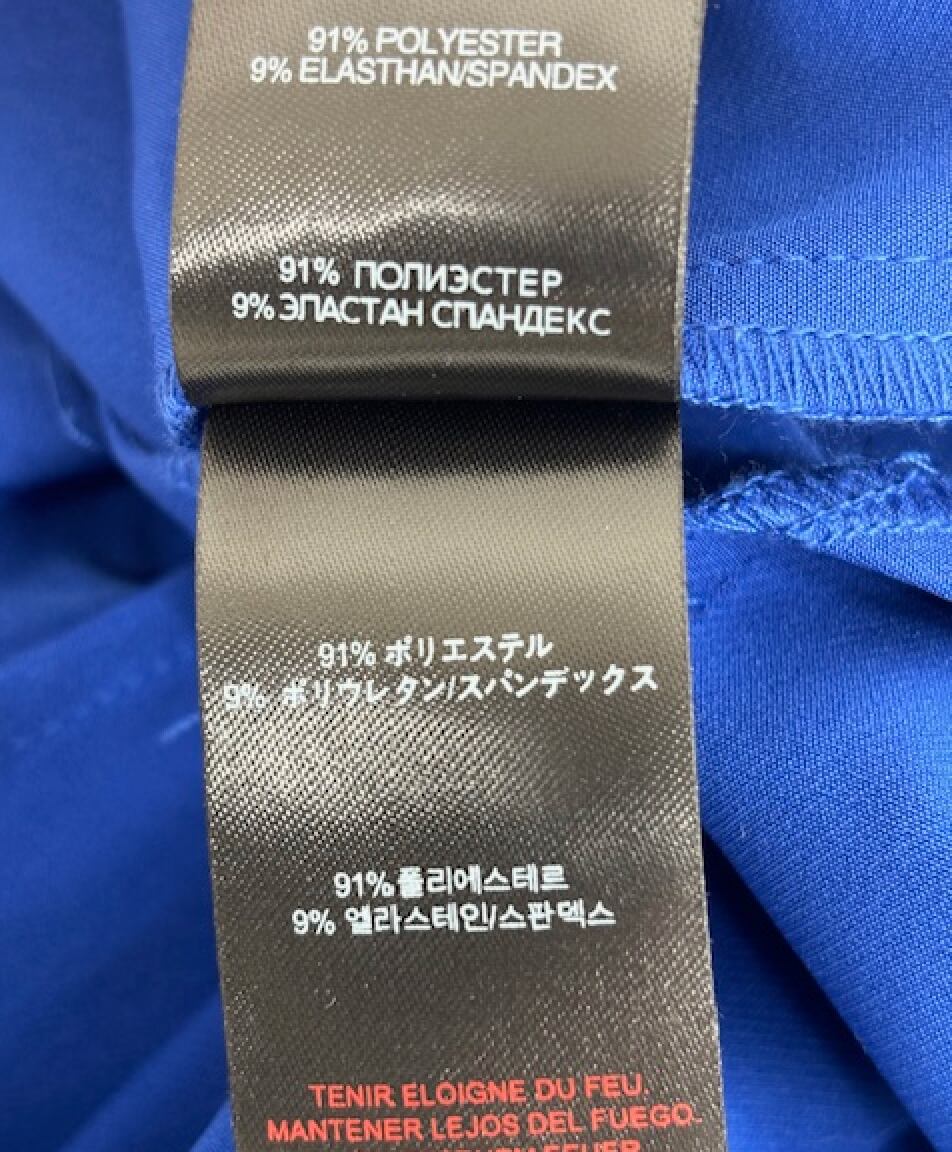 91% POLYESTER
9% ELASTHAN/SPANDEX
91% ПОЛИЭСТЕР
9% ЭЛАСТАН СПАНДЕКС
91% ポリエステル
9% ポリウレタン/スパンデックス
91% 폴리에스테르
9% 엘라스테인/스판덱스
TENIR ELOIGNE DU FEU.
MANTENER LEJOS DEL FUEGO.
FEUER